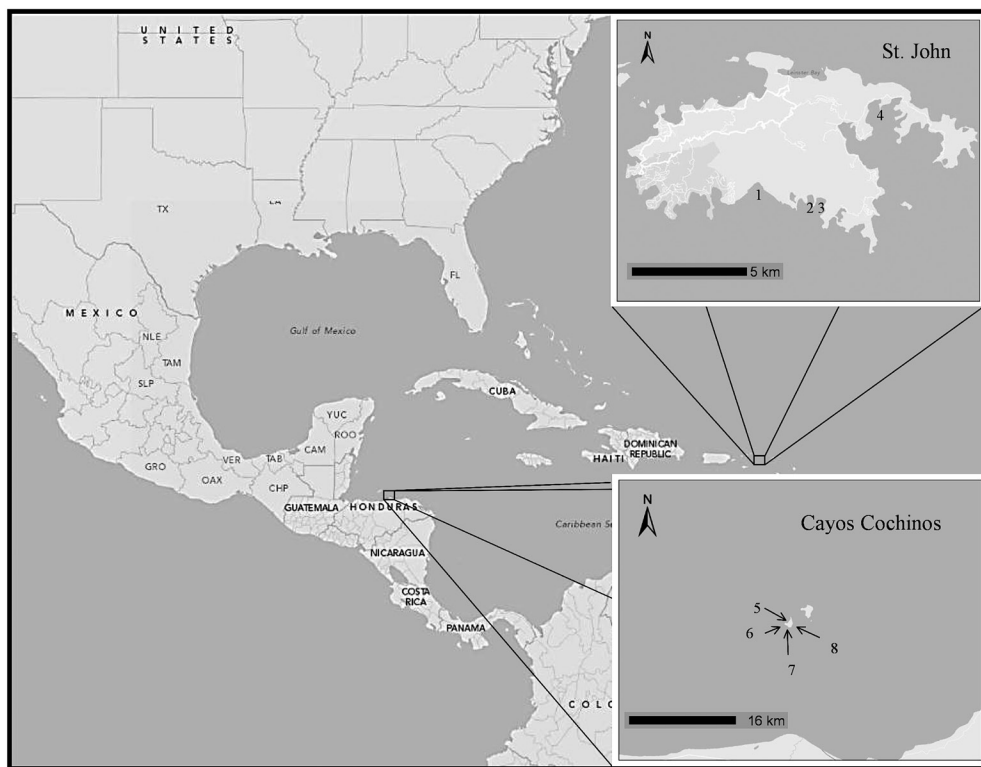 UNITED
STATES
TX
FL
MEXICO
Gulf of Mexico
NLE
TAM
SLP
CUBA
YUC
ROO
CAM
VER
TAB
GRO
OAX
CHP
HAITI
DOMINICAN
REPUBLIC
GUATEMALA
HONDURAS
NICARAGUA
COSTA
RICA
PANAMA
Caribbean Se
COLO
N
St. John
4
1
2 3
5 km
N
Cayos Cochinos
5
6
7
8
16 km